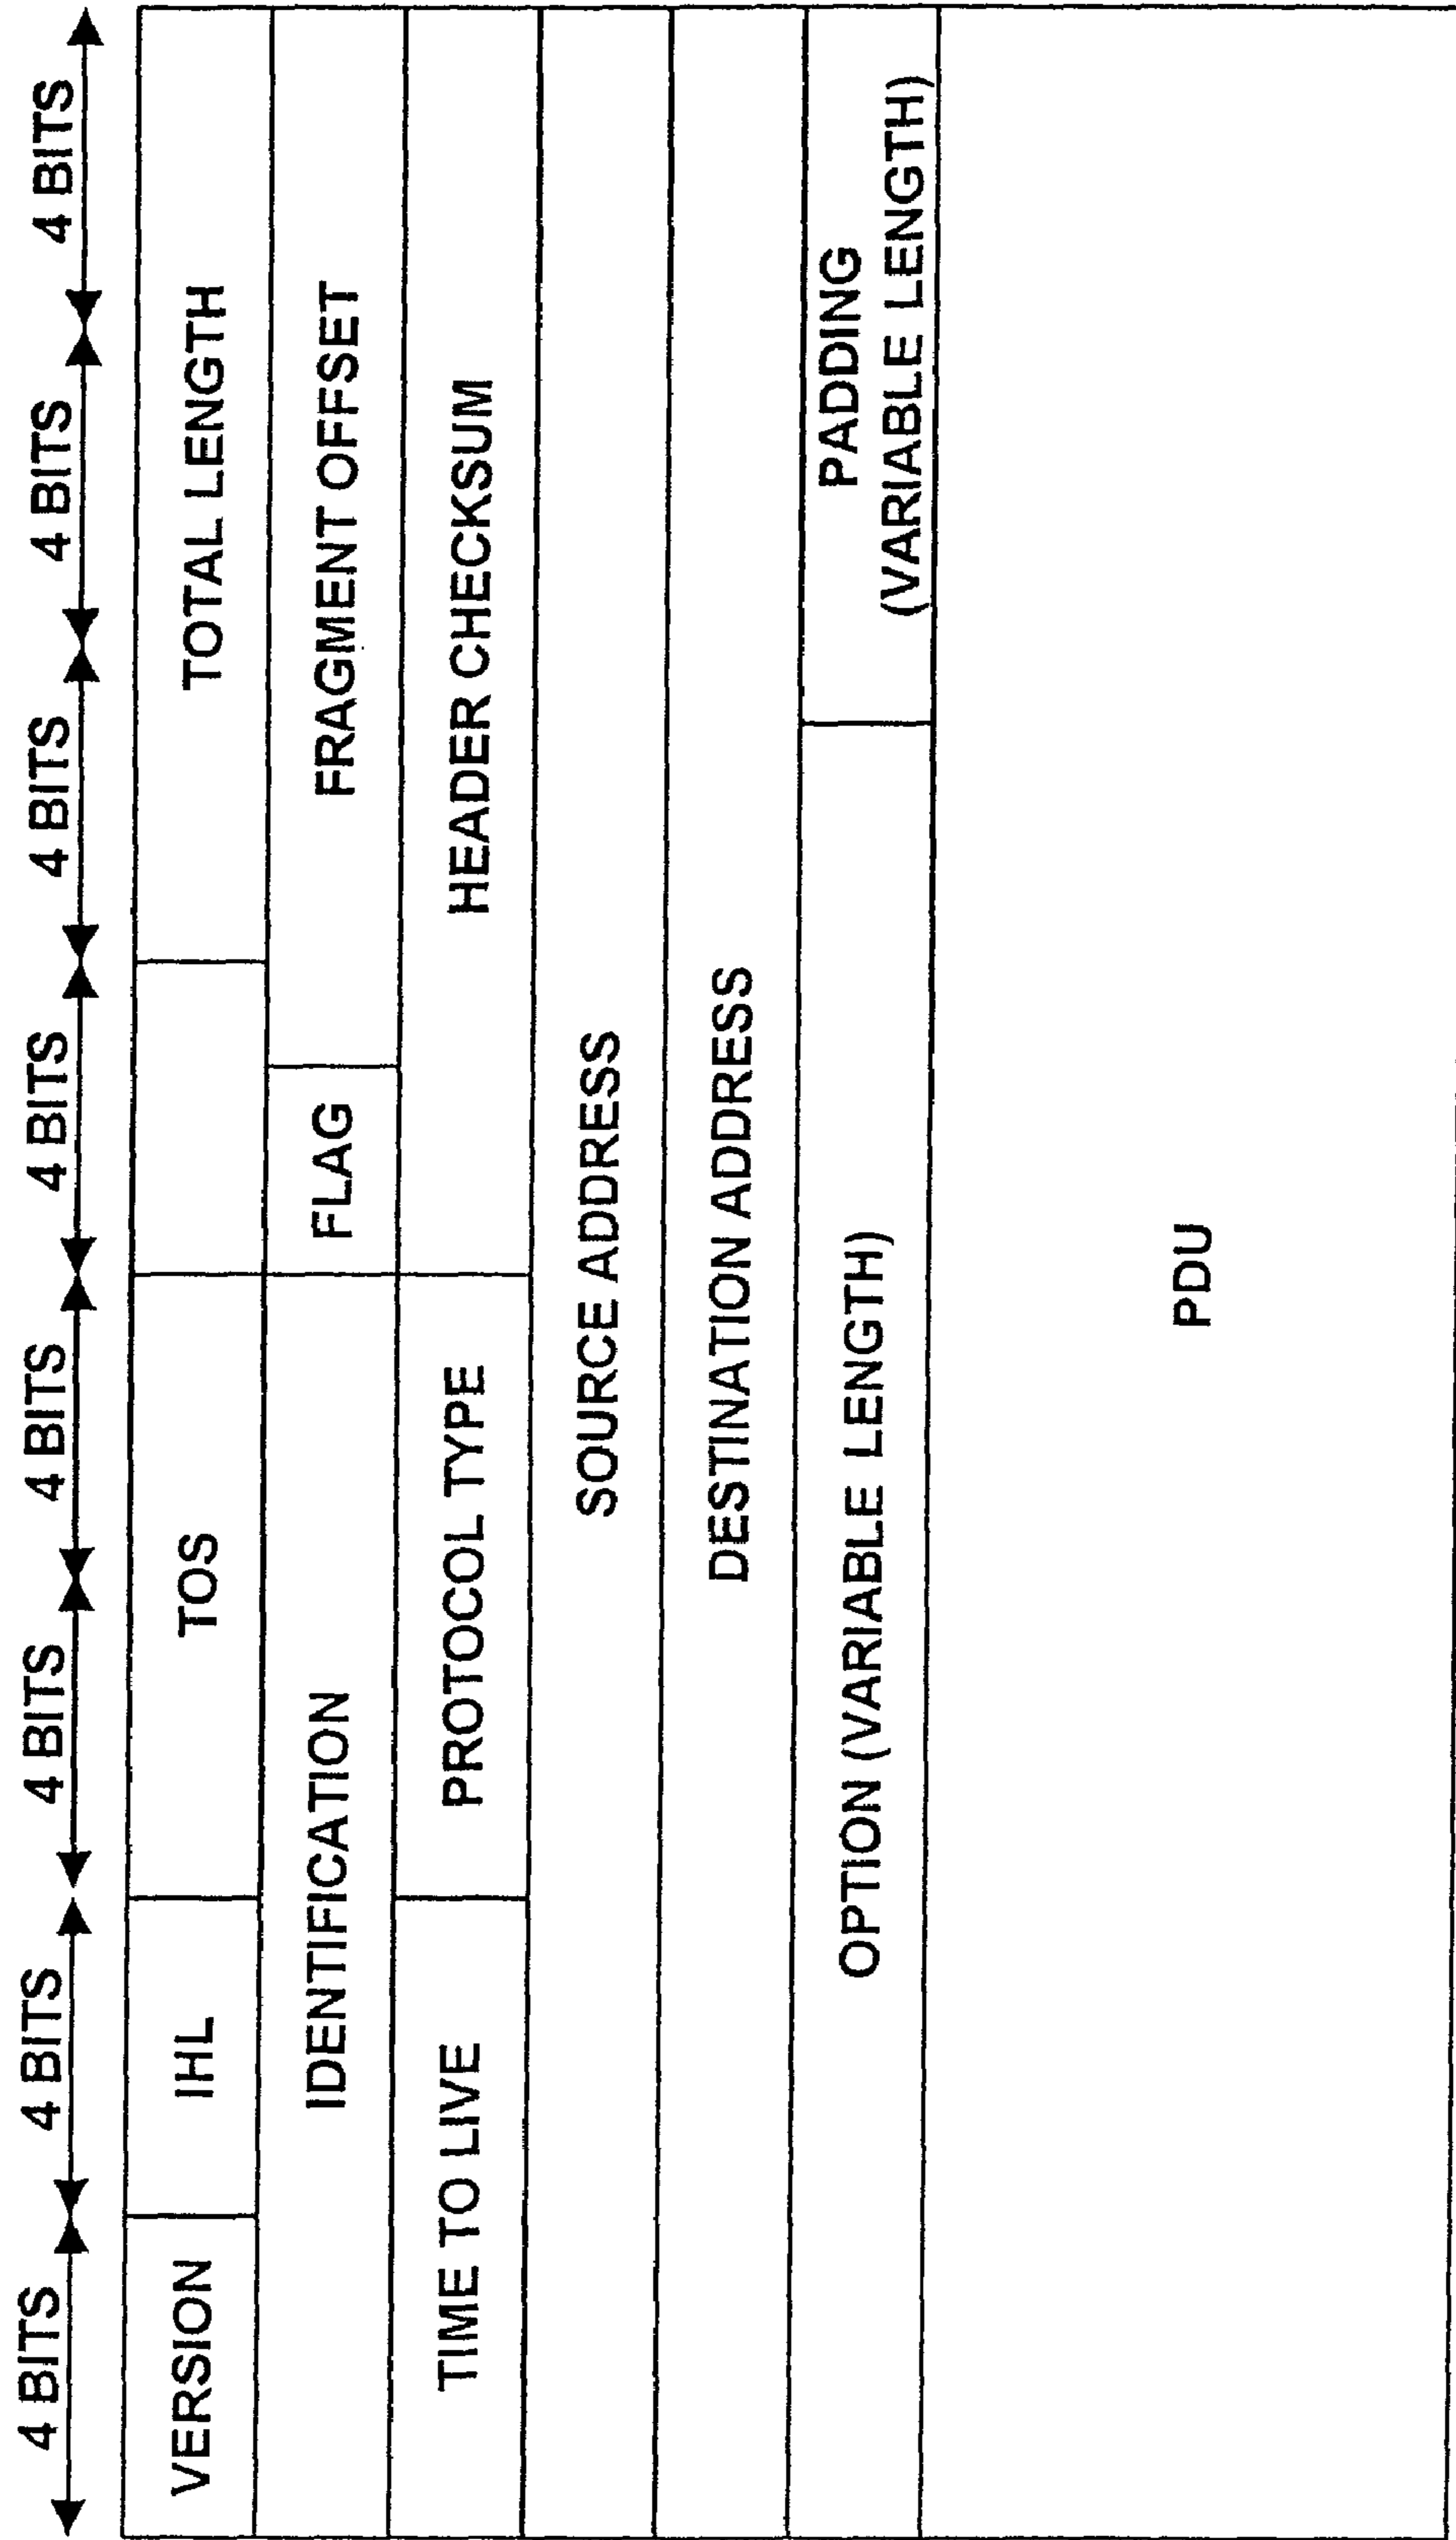 4 BITS 4 BITS 4 BITS 4 BITS 4 BITS 4 BITS 4 BITS 4 BITS
VERSION IHL TOS TOTAL LENGTH
IDENTIFICATION FLAG FRAGMENT OFFSET
TIME TO LIVE PROTOCOL TYPE HEADER CHECKSUM
SOURCE ADDRESS
DESTINATION ADDRESS
OPTION (VARIABLE LENGTH) PADDING
(VARIABLE LENGTH)
PDU